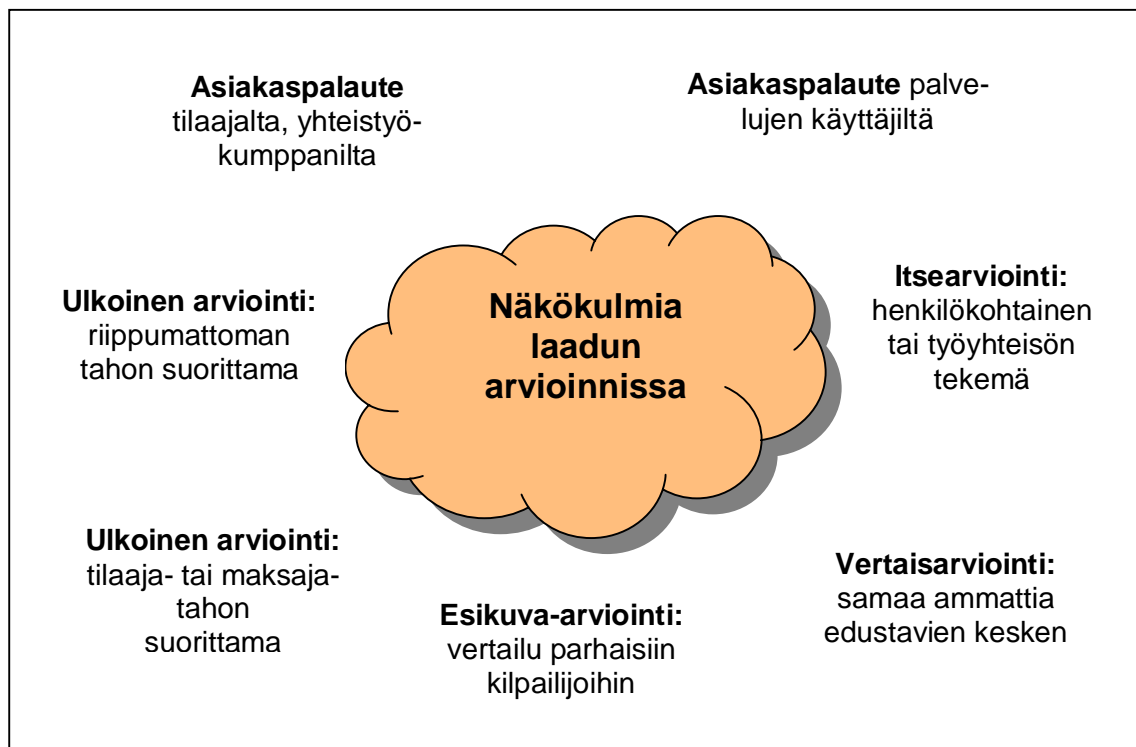 Asiakaspalaute
tilaajalta, yhteistyö-
kumppanilta
Asiakaspalaute palve-
lujen käyttäjiltä
Ulkoinen arviointi:
riippumattoman
tahon suorittama
Näkökulmia
laadun
arvioinnissa
Itsearviointi:
henkilökohtainen
tai työyhteisön
tekemä
Ulkoinen arviointi:
tilaaja- tai maksaja-
tahon
suorittama
Esikuva-arviointi:
vertailu parhaisiin
kilpailijoihin
Vertaisarviointi:
samaa ammattia
edustavien kesken